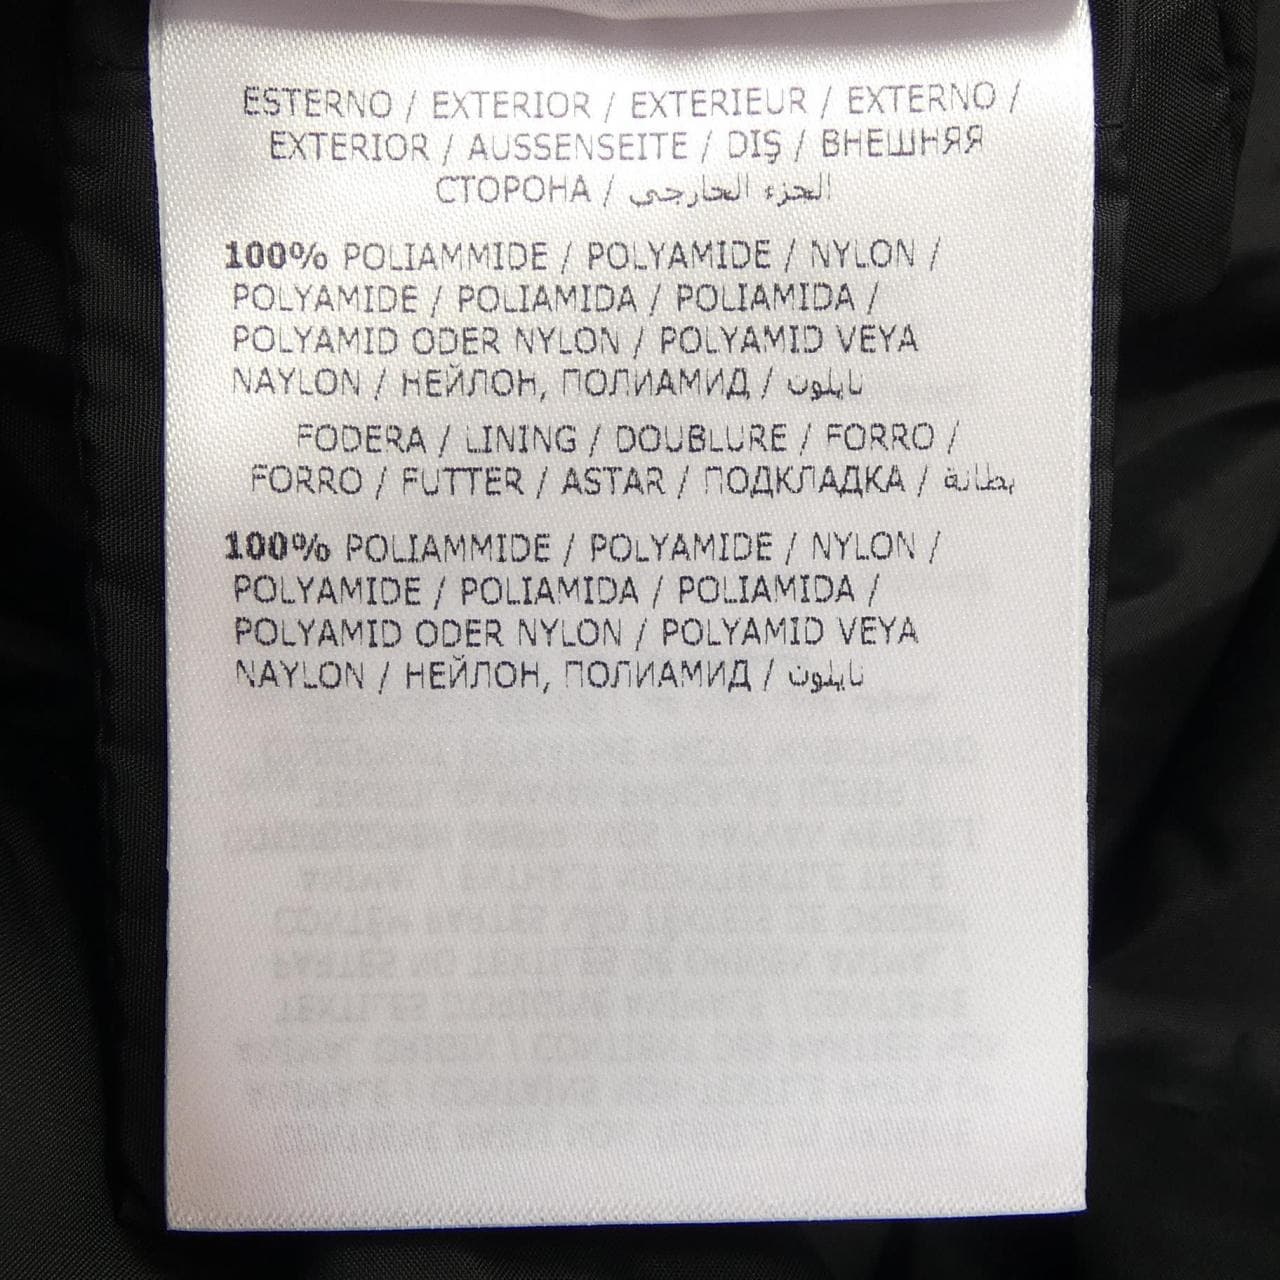 ESTERNO / EXTERIOR / EXTERIEUR / EXTERNO /
EXTERIOR / AUSSENSEITE / DIŞ / ВНЕШНЯЯ
СТОРОНА / الجزء الخارجي
100% POLIAMMIDE / POLYAMIDE / NYLON /
POLYAMIDE / POLIAMIDA / POLIAMIDA /
POLYAMID ODER NYLON / POLYAMID VEYA
NAYLON / НЕЙЛОН, ПОЛИАМИД / نايلون
FODERA / LINING / DOUBLURE / FORRO /
FORRO / FUTTER / ASTAR / ПОДКЛАДКА / بطانة
100% POLIAMMIDE / POLYAMIDE / NYLON /
POLYAMIDE / POLIAMIDA / POLIAMIDA /
POLYAMID ODER NYLON / POLYAMID VEYA
NAYLON / НЕЙЛОН, ПОЛИАМИД / نايلون